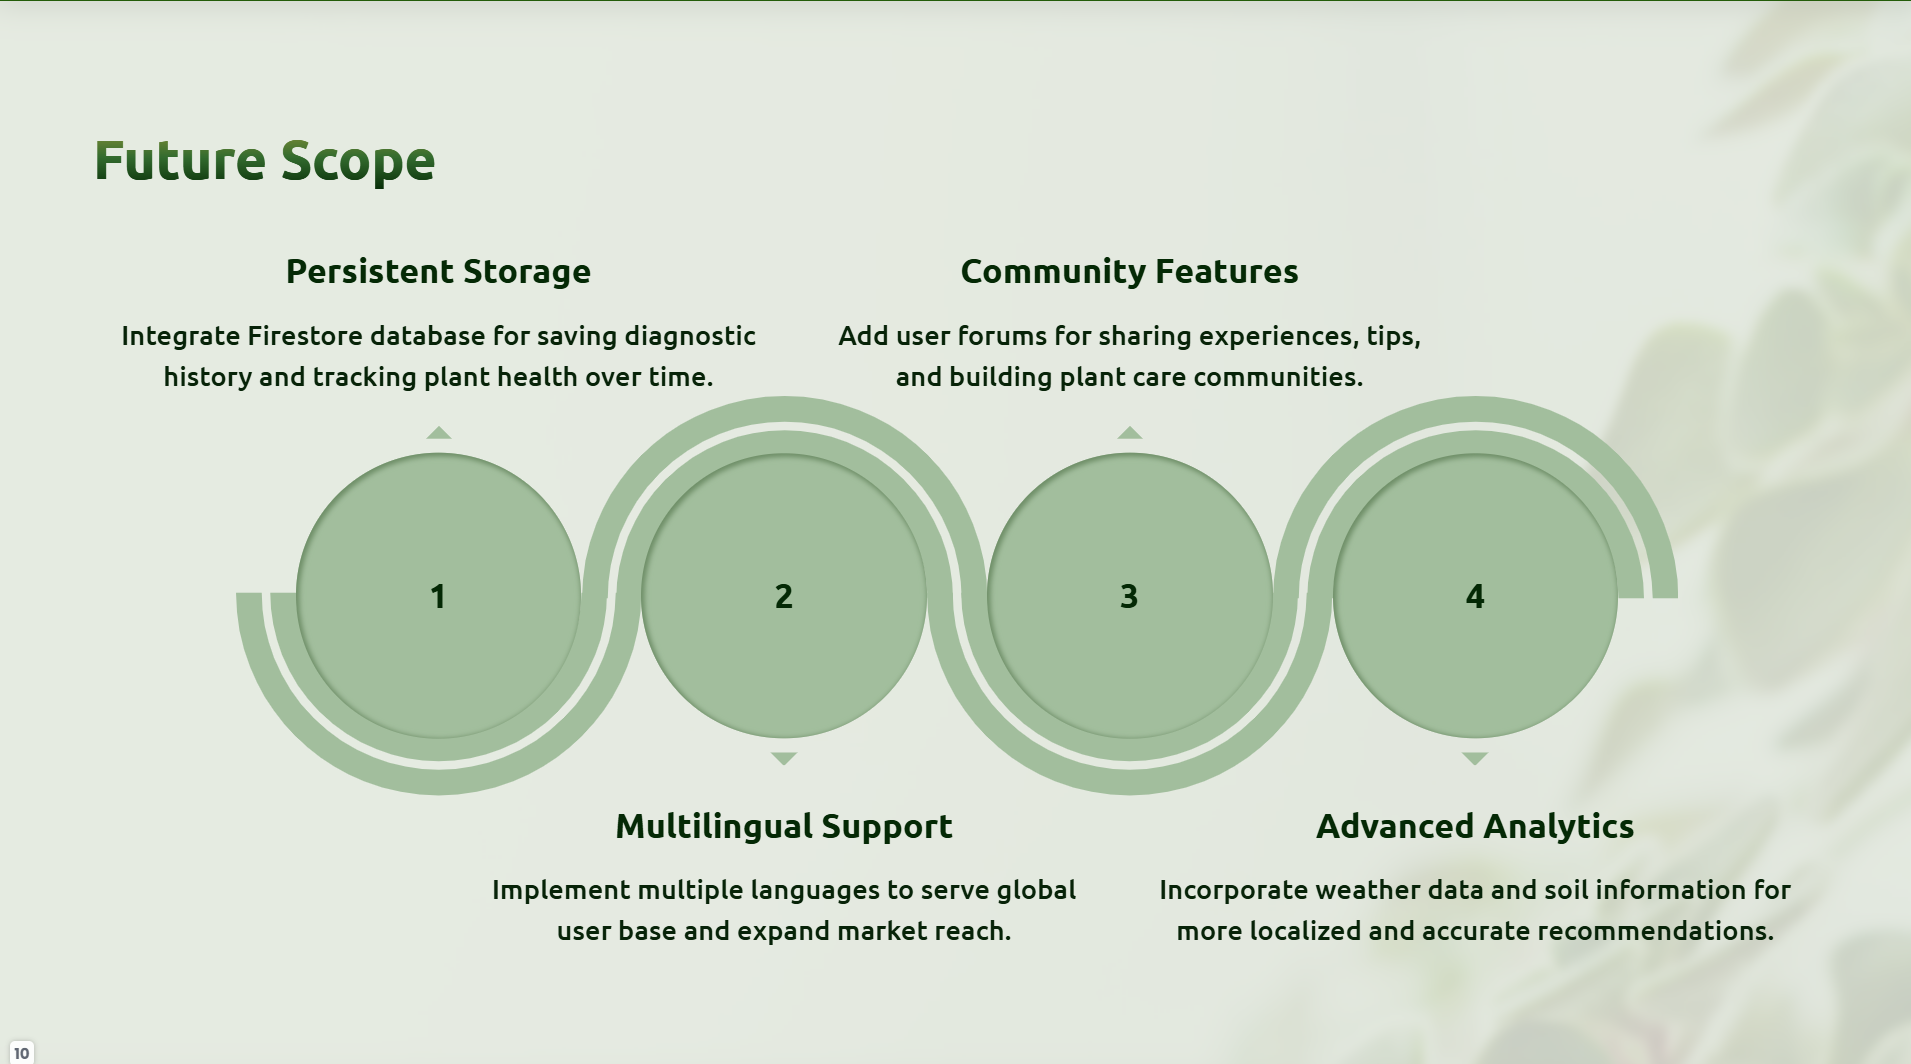 Future Scope
Persistent Storage
Integrate Firestore database for saving diagnostic
history and tracking plant health over time.
Community Features
Add user forums for sharing experiences, tips,
and building plant care communities.
1
2
3
4
Multilingual Support
Implement multiple languages to serve global
user base and expand market reach.
Advanced Analytics
Incorporate weather data and soil information for
more localized and accurate recommendations.
10